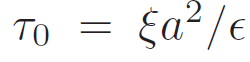 τ₀ = ξa²/ϵ